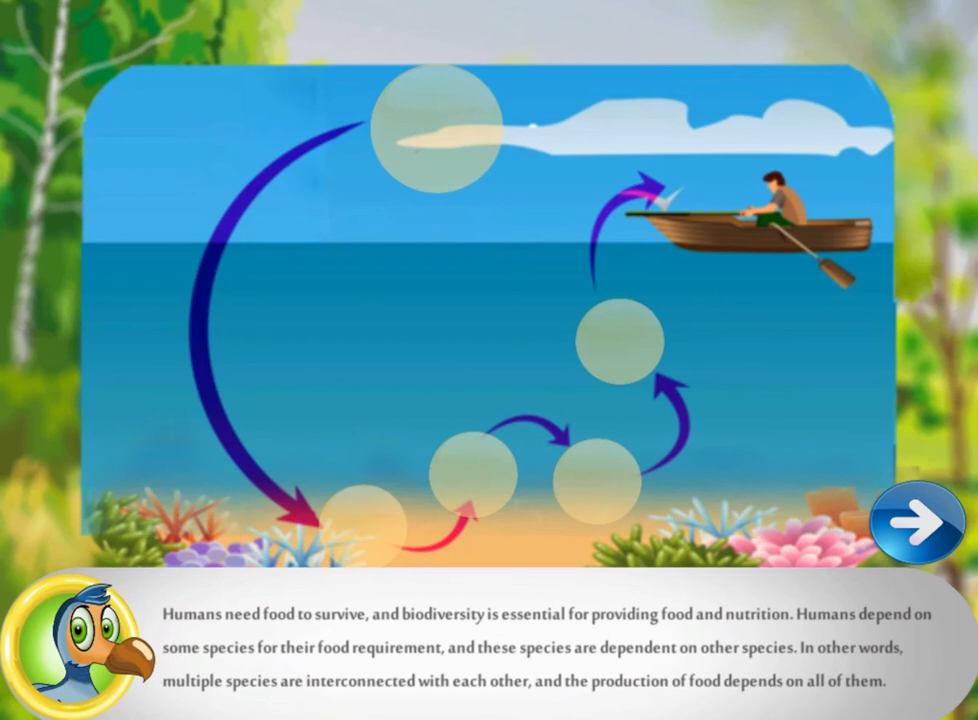 Humans need food to survive, and biodiversity is essential for providing food and nutrition. Humans depend on
some species for their food requirement, and these species are dependent on other species. In other words,
multiple species are interconnected with each other, and the production of food depends on all of them.